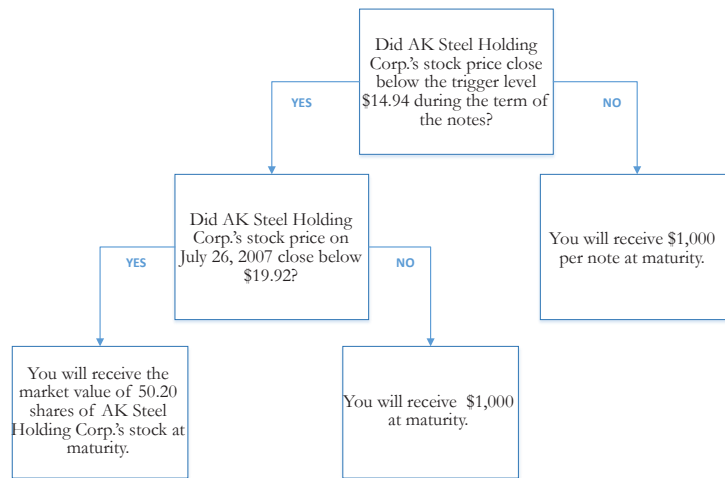 Did AK Steel Holding
Corp.'s stock price close
below the trigger level
$14.94 during the term of
the notes?
YES
NO
Did AK Steel Holding
Corp.'s stock price on
July 26, 2007 close below
$19.92?
You will receive $1,000
per note at maturity.
YES
NO
You will receive the
market value of 50.20
shares of AK Steel
Holding Corp.'s stock at
maturity.
You will receive $1,000
at maturity.